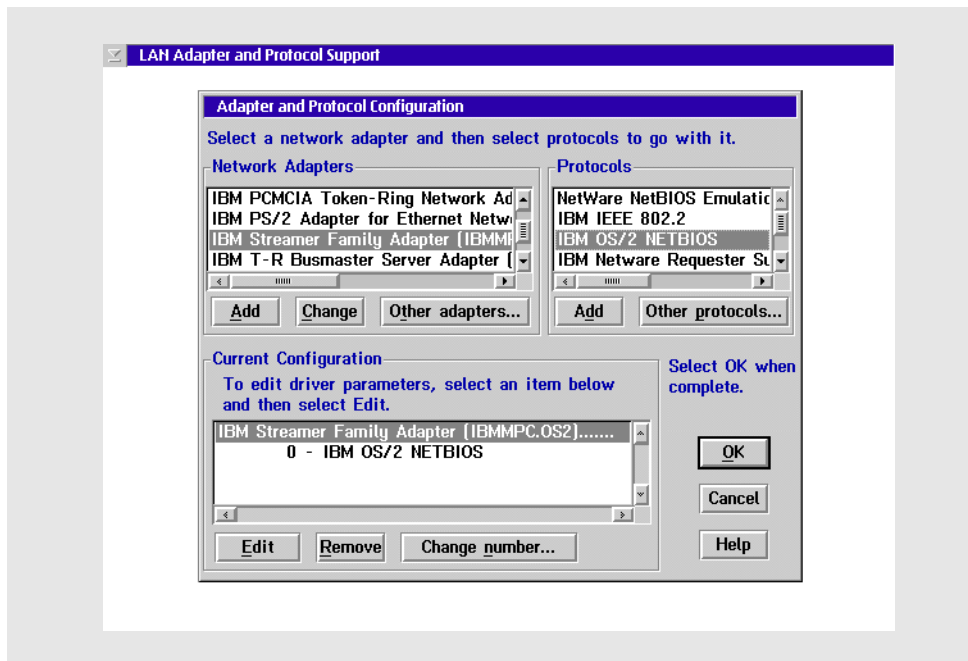 LAN Adapter and Protocol Support
Adapter and Protocol Configuration
Select a network adapter and then select protocols to go with it.
Network Adapters
IBM PCMCIA Token-Ring Network Ad
IBM PS/2 Adapter for Ethernet Netw
IBM Streamer Family Adapter (IBMMP
IBM T-R Busmaster Server Adapter (
Add Change Other adapters...
Protocols
NetWare NetBIOS Emulatic
IBM IEEE 802.2
IBM OS/2 NETBIOS
IBM Netware Requester Su
Add Other protocols...
Current Configuration
To edit driver parameters, select an item below
and then select Edit.
IBM Streamer Family Adapter (IBMMPC.OS2).......
0 - IBM OS/2 NETBIOS
Edit Remove Change number...
Select OK when
complete.
OK
Cancel
Help